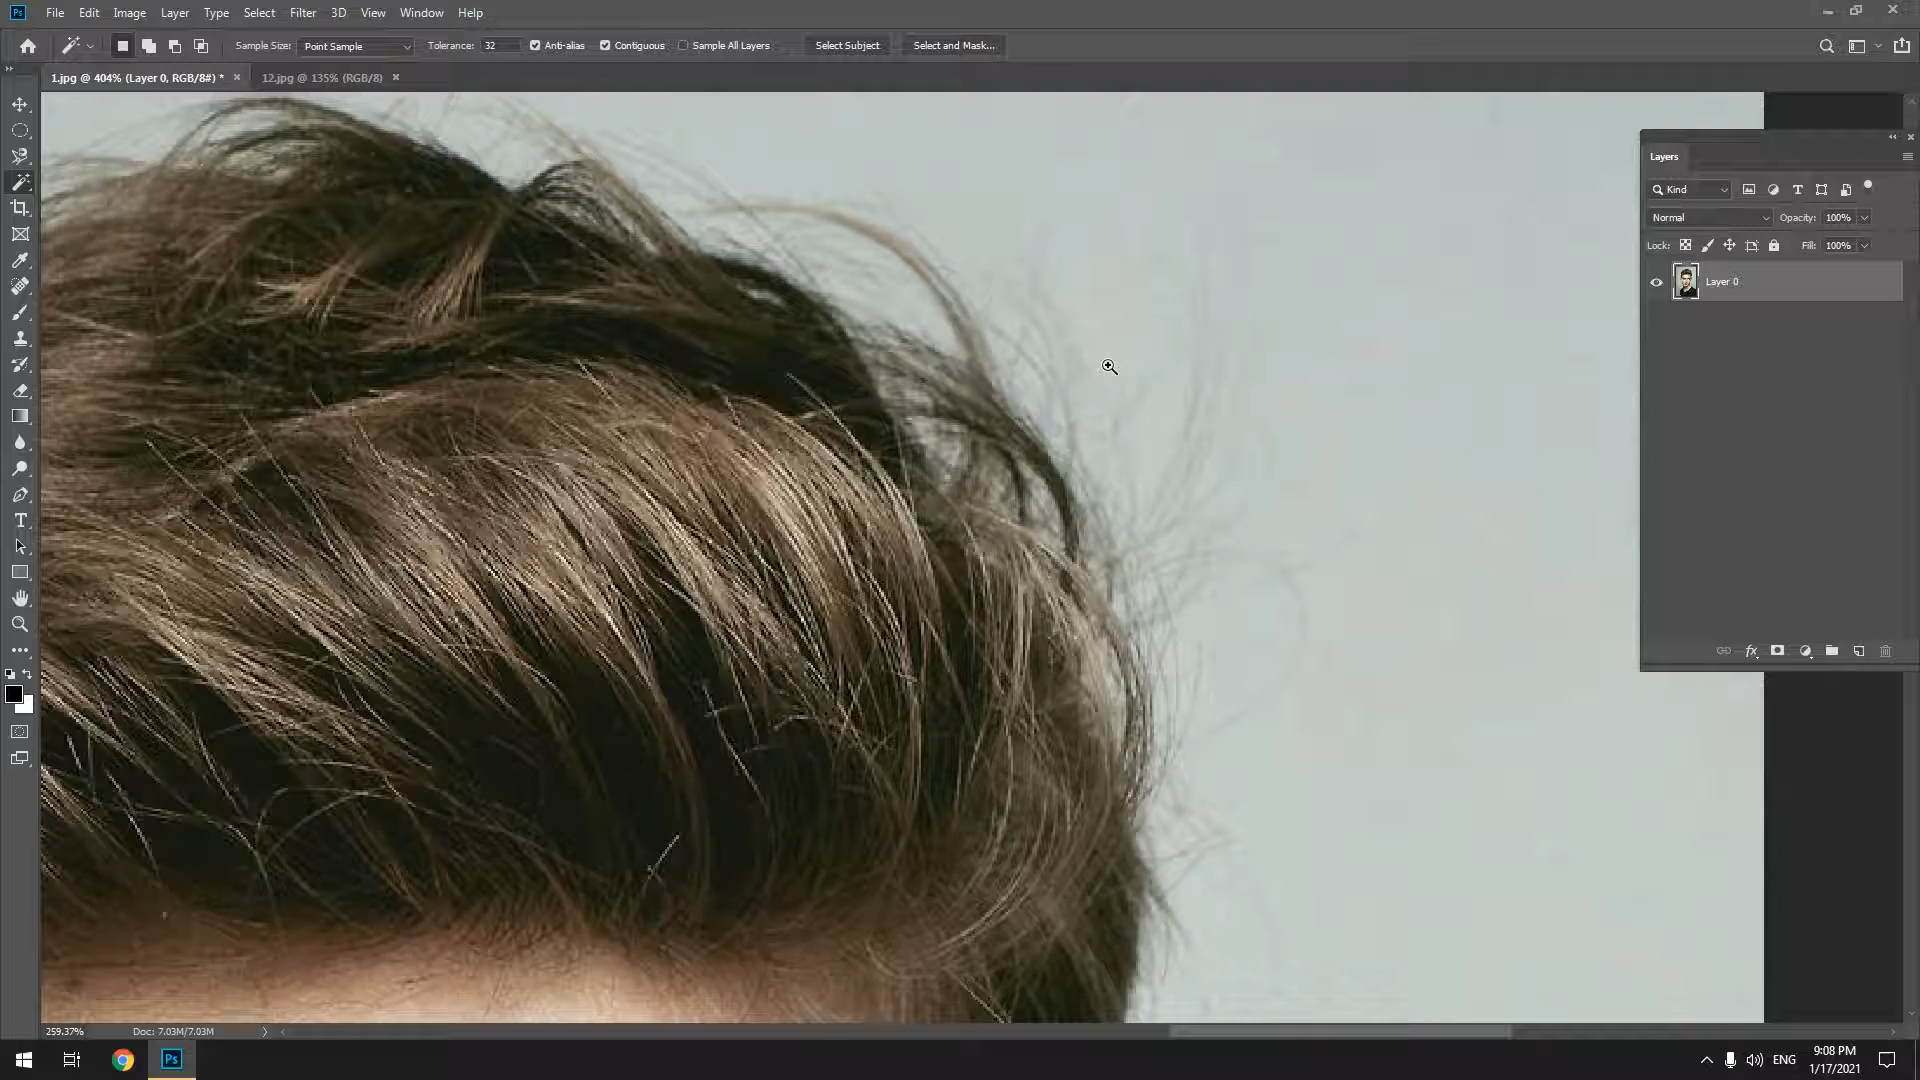 Ps File Edit Image Layer Type Select Filter 3D View Window Help
Sample Size: Point Sample Tolerance: 32 Anti-alias Contiguous Sample All Layers Select Subject Select and Mask...
1.jpg @ 404% (Layer 0, RGB/8#) * × 12.jpg @ 135% (RGB/8) ×
Layers
Kind
Normal Opacity: 100%
Lock: Fill: 100%
Layer 0
fx
259.37% Doc: 7.03M/7.03M
Ps
ENG
9:08 PM
1/17/2021